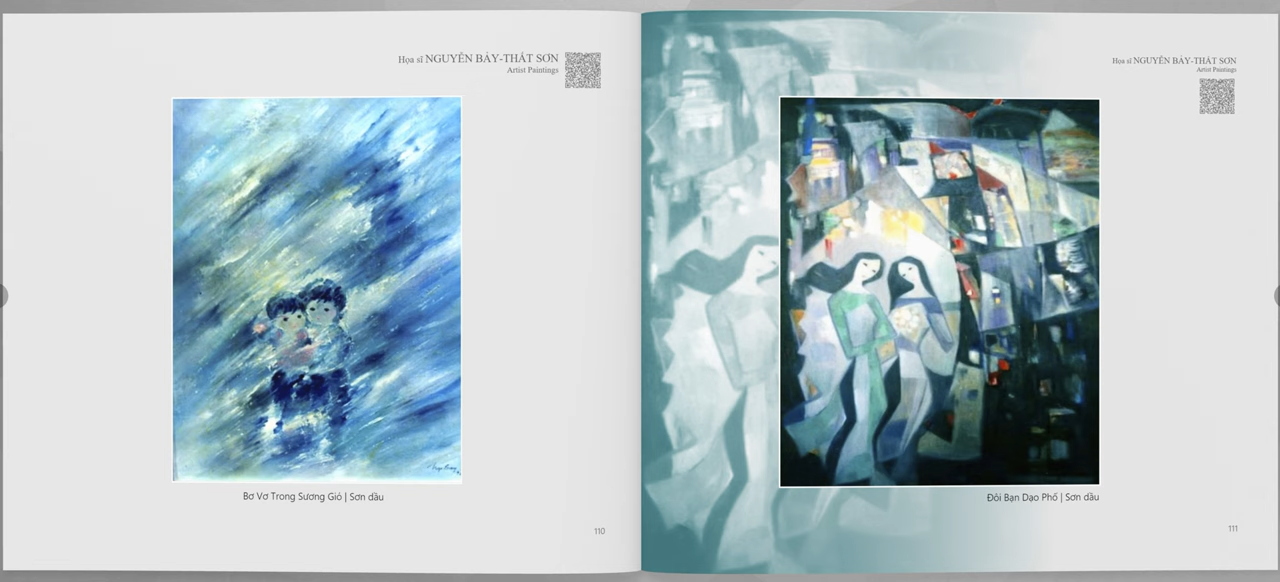 Họa sĩ NGUYỄN BẢY-THẤT SƠN
Artist Paintings
Bơ Vơ Trong Sương Gió | Sơn dầu
110
Họa sĩ NGUYỄN BẢY-THẤT SƠN
Artist Paintings
Đôi Bạn Dạo Phố | Sơn dầu
111